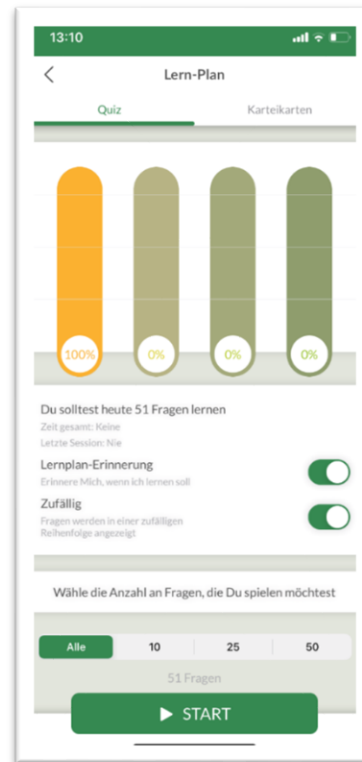 13:10
Lern-Plan
Quiz Karteikarten
100% 0% 0% 0%
Du solltest heute 51 Fragen lernen
Zeit gesamt: Keine
Letzte Session: Nie
Lernplan-Erinnerung
Erinnere Mich, wenn ich lernen soll
Zufällig
Fragen werden in einer zufälligen
Reihenfolge angezeigt
Wähle die Anzahl an Fragen, die Du spielen möchtest
Alle 10 25 50
51 Fragen
START